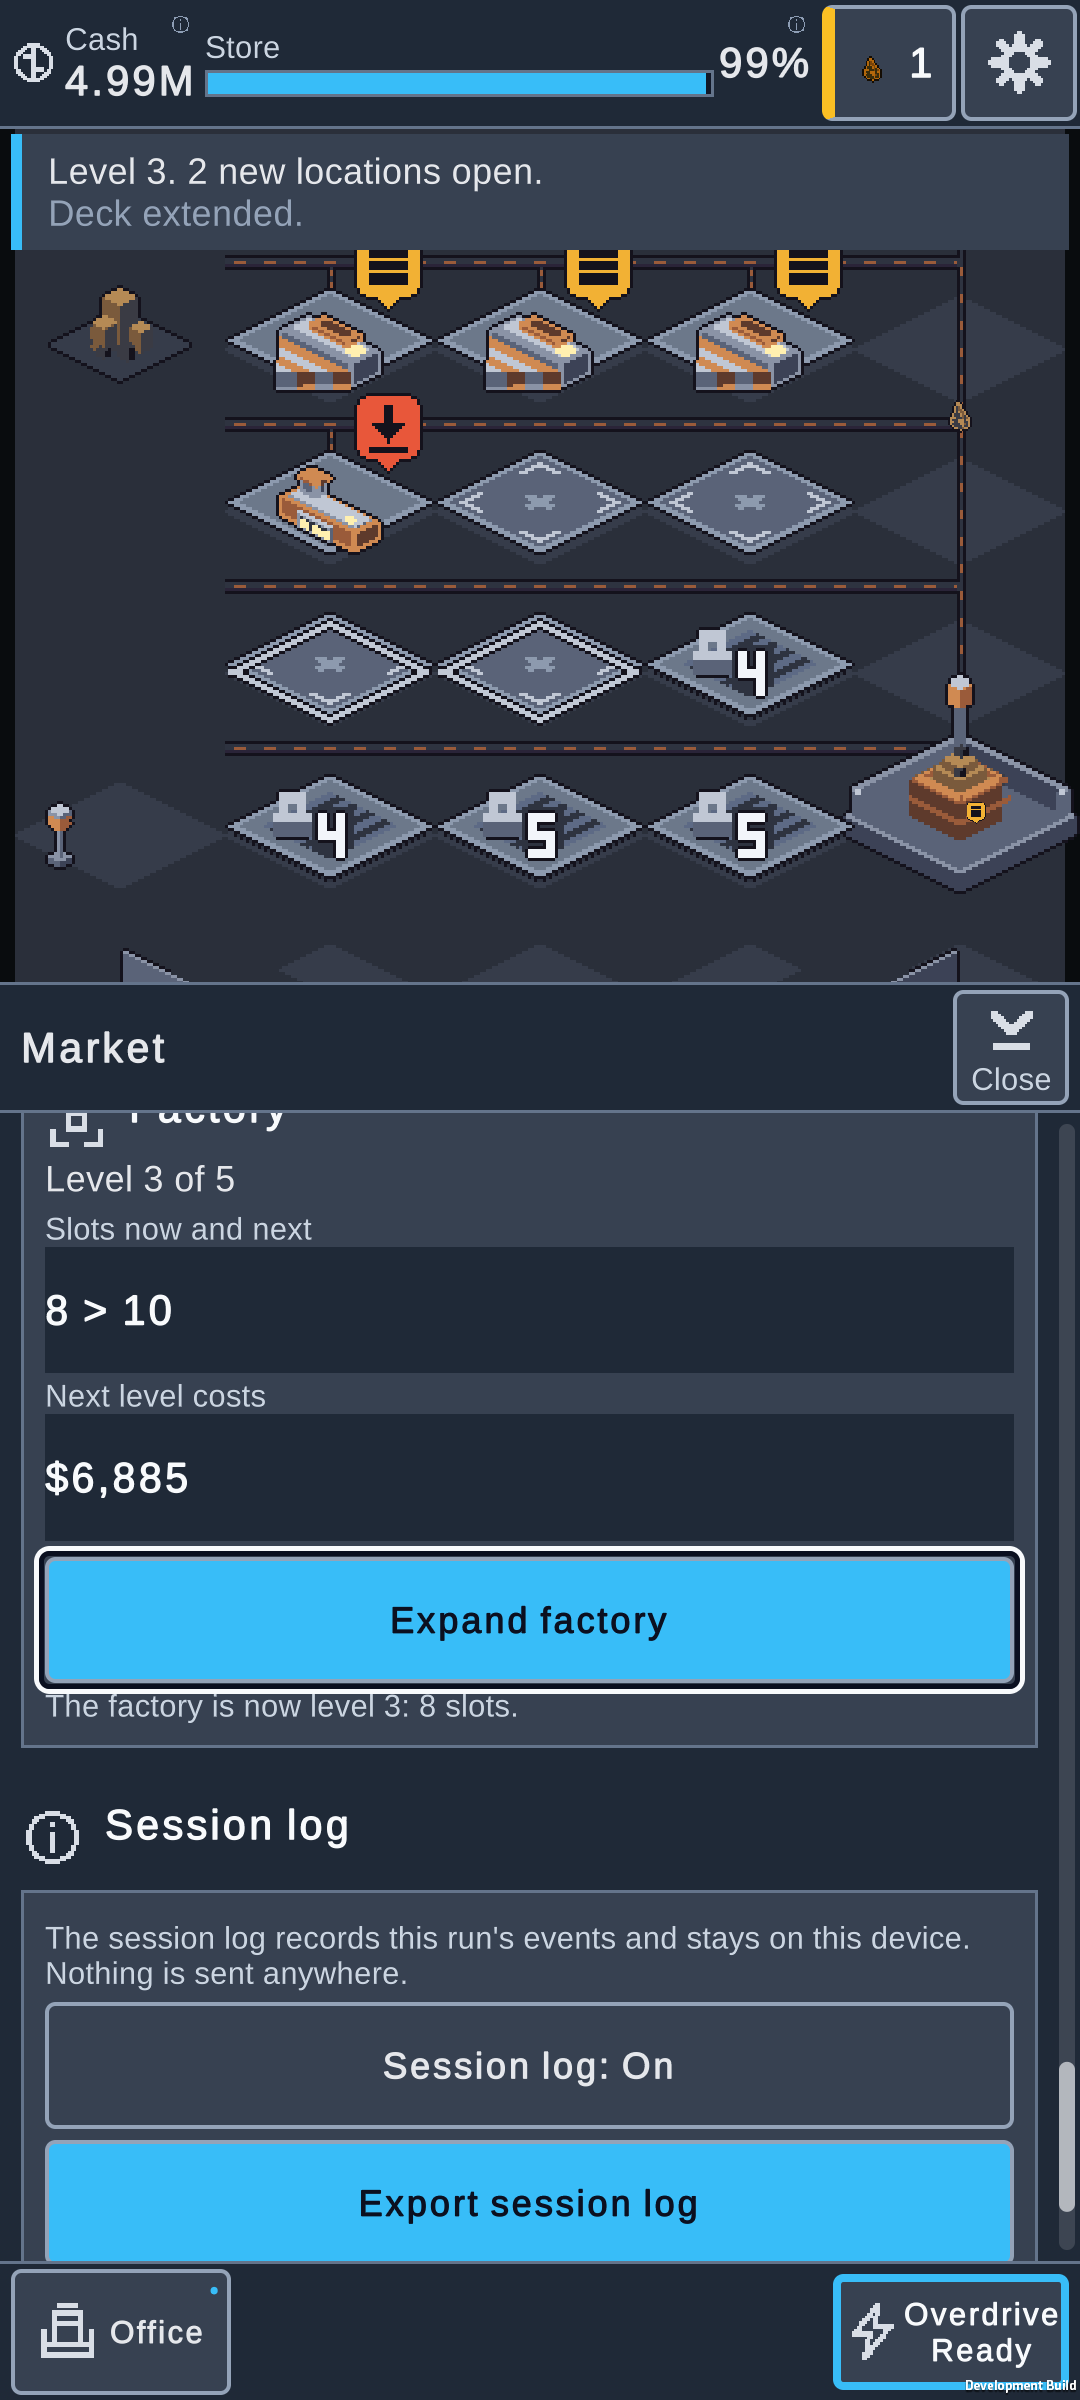 Cash
4.99M
Store
99%
1
Level 3. 2 new locations open.
Deck extended.
4
4
5
5
Market
Close
Factory
Level 3 of 5
Slots now and next
8 > 10
Next level costs
$6,885
Expand factory
The factory is now level 3: 8 slots.
Session log
The session log records this run's events and stays on this device.
Nothing is sent anywhere.
Session log: On
Export session log
Office
Overdrive
Ready
Development Build